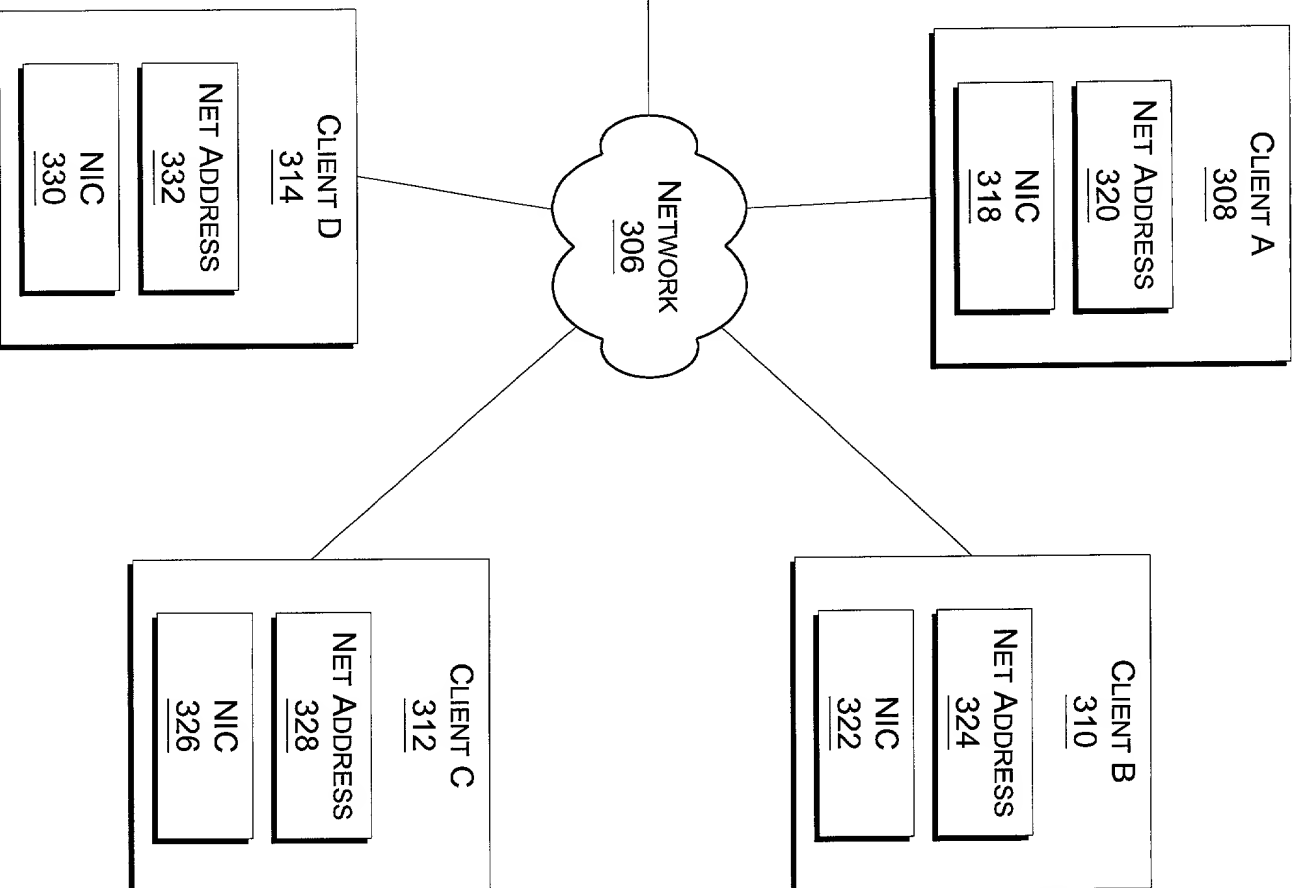 CLIENT A
308
NET ADDRESS
320
NIC
318
CLIENT B
310
NET ADDRESS
324
NIC
322
NETWORK
306
CLIENT D
314
NET ADDRESS
332
NIC
330
CLIENT C
312
NET ADDRESS
328
NIC
326